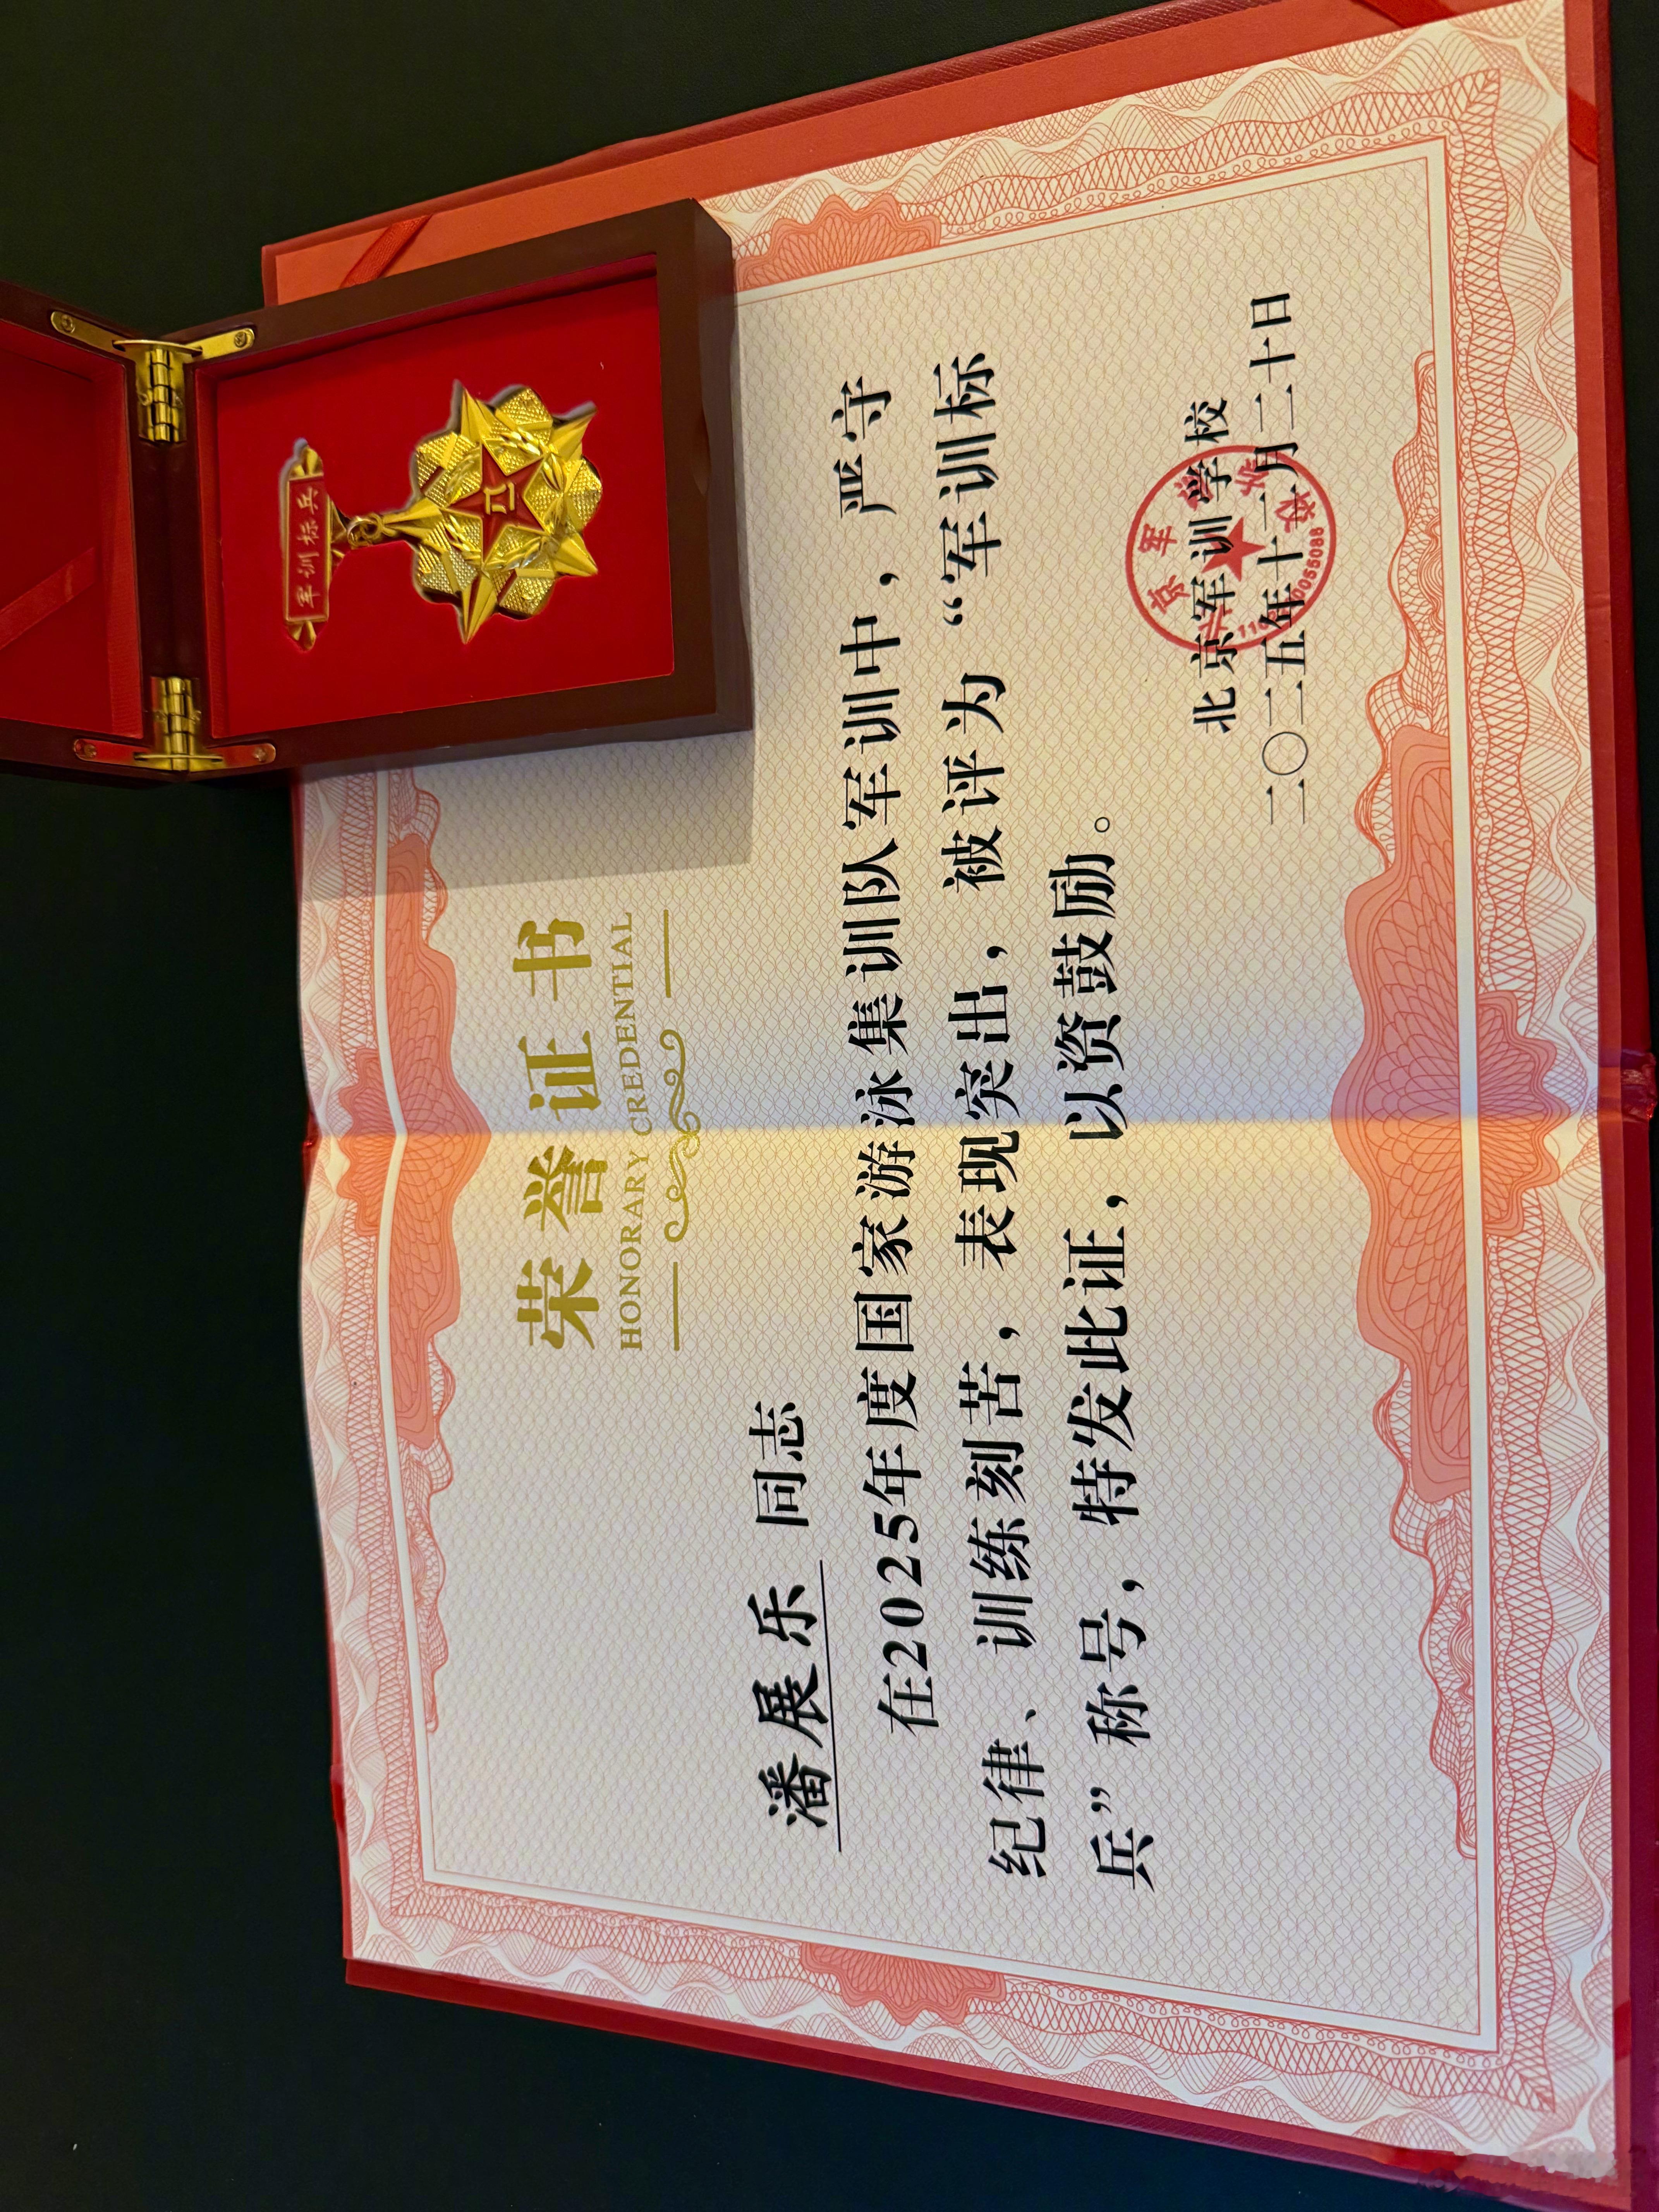 军训标兵
八一
荣誉证书
HONORARY CREDENTIAL
潘展乐 同志
在2025年度国家游泳集训队军训中，严守
纪律、训练刻苦，表现突出，被评为“军训标
兵”称号，特发此证，以资鼓励。
北京军训学校
二〇二五年十二月二十日